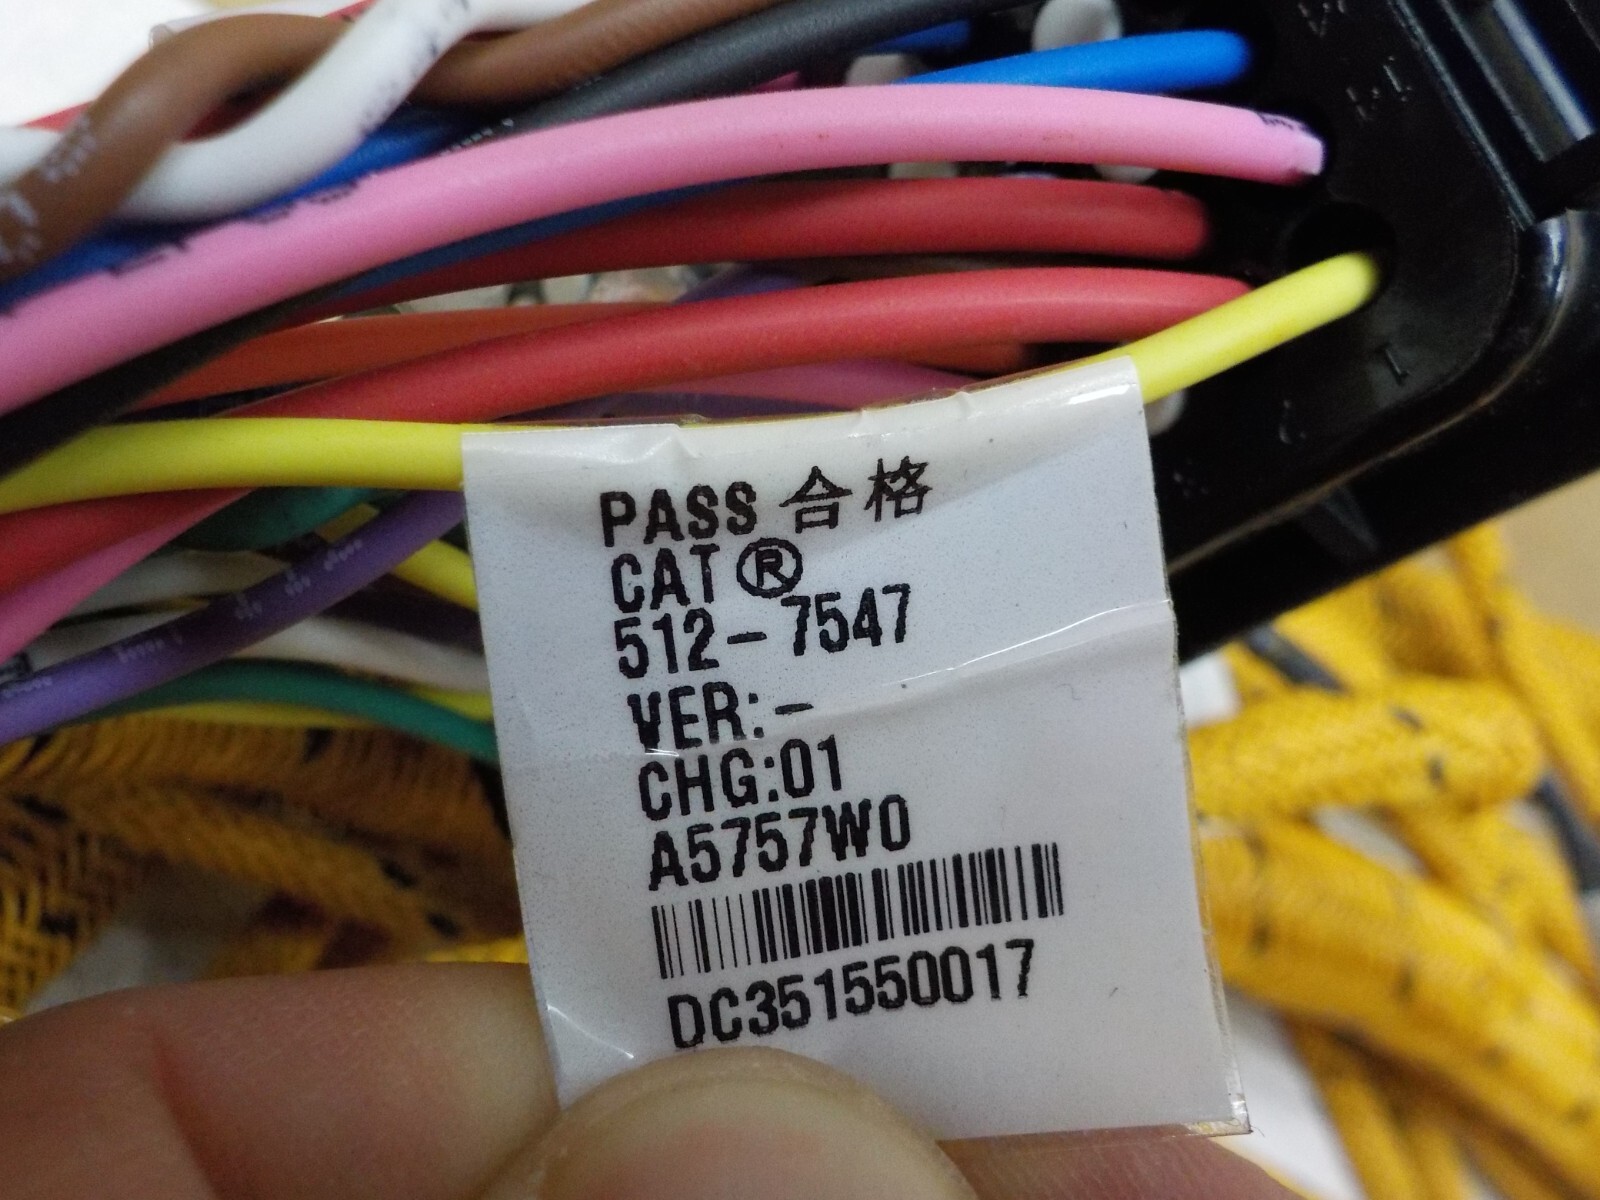 PASS 合格
CAT®
512-7547
VER:-
CHG:01
A5757W0
DC351550017